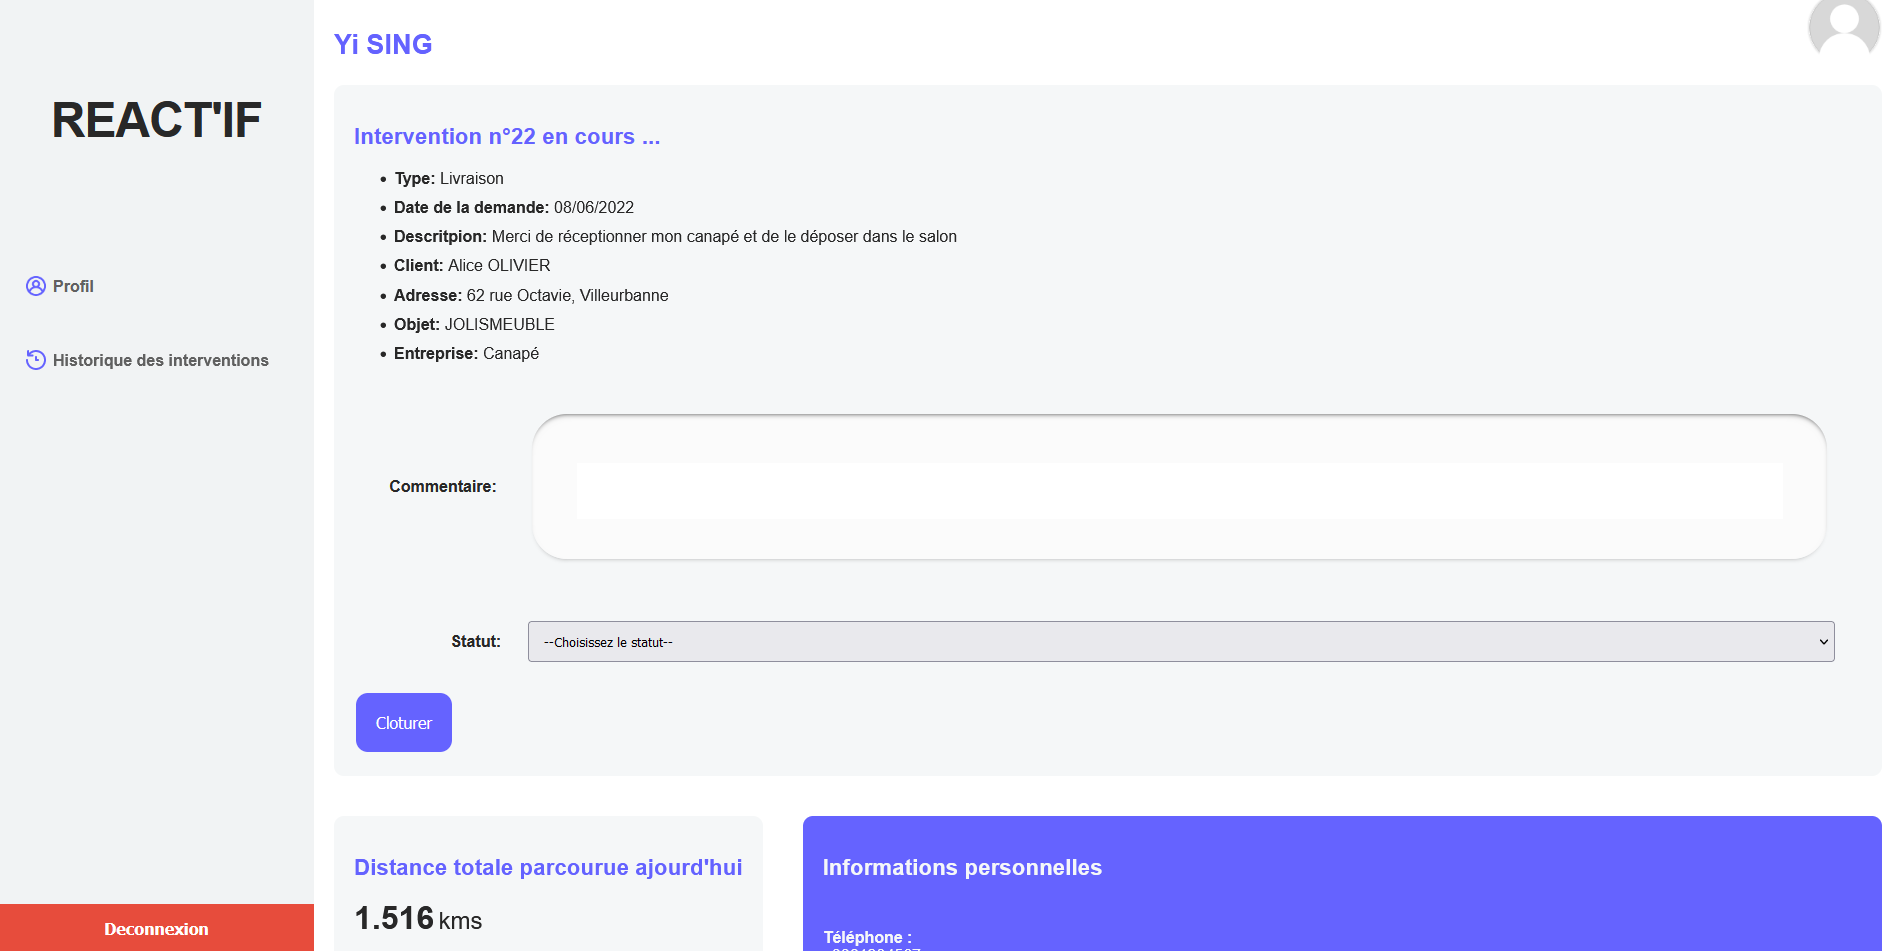 Yi SING
REACT'IF
Intervention n°22 en cours ...
Type: Livraison
Date de la demande: 08/06/2022
Descritpion: Merci de réceptionner mon canapé et de le déposer dans le salon
Client: Alice OLIVIER
Adresse: 62 rue Octavie, Villeurbanne
Objet: JOLISMEUBLE
Entreprise: Canapé
Profil
Historique des interventions
Commentaire:
Statut:
--Choisissez le statut--
Cloturer
Distance totale parcourue ajourd'hui
1.516 kms
Informations personnelles
Téléphone :
Deconnexion